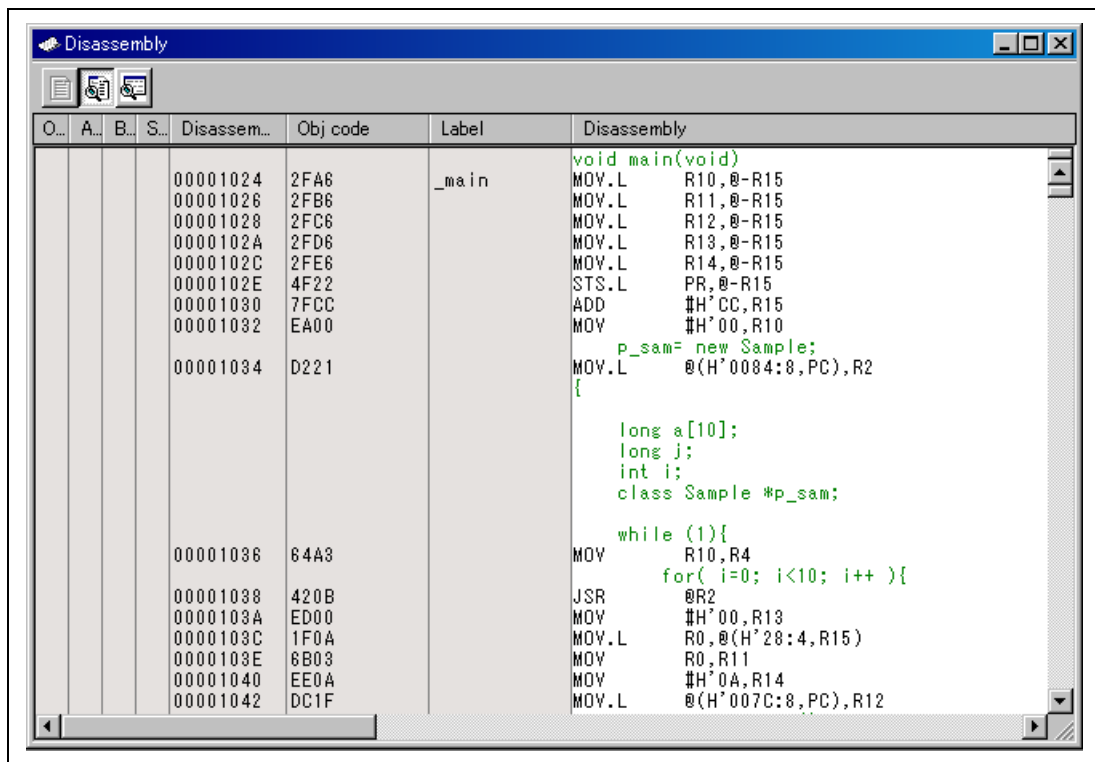 Disassembly
O... A... B... S... Disassem... Obj code Label Disassembly
void main(void)
00001024 2FA6 _main MOV.L R10,@-R15
00001026 2FB6 MOV.L R11,@-R15
00001028 2FC6 MOV.L R12,@-R15
0000102A 2FD6 MOV.L R13,@-R15
0000102C 2FE6 MOV.L R14,@-R15
0000102E 4F22 STS.L PR,@-R15
00001030 7FCC ADD #H'CC,R15
00001032 EA00 MOV #H'00,R10
p_sam= new Sample;
00001034 D221 MOV.L @(H'0084:8,PC),R2
{
long a[10];
long j;
int i;
class Sample *p_sam;
while (1){
00001036 64A3 MOV R10,R4
for( i=0; i<10; i++ ){
00001038 420B JSR @R2
0000103A ED00 MOV #H'00,R13
0000103C 1F0A MOV.L R0,@(H'28:4,R15)
0000103E 6B03 MOV R0,R11
00001040 EE0A MOV #H'0A,R14
00001042 DC1F MOV.L @(H'007C:8,PC),R12